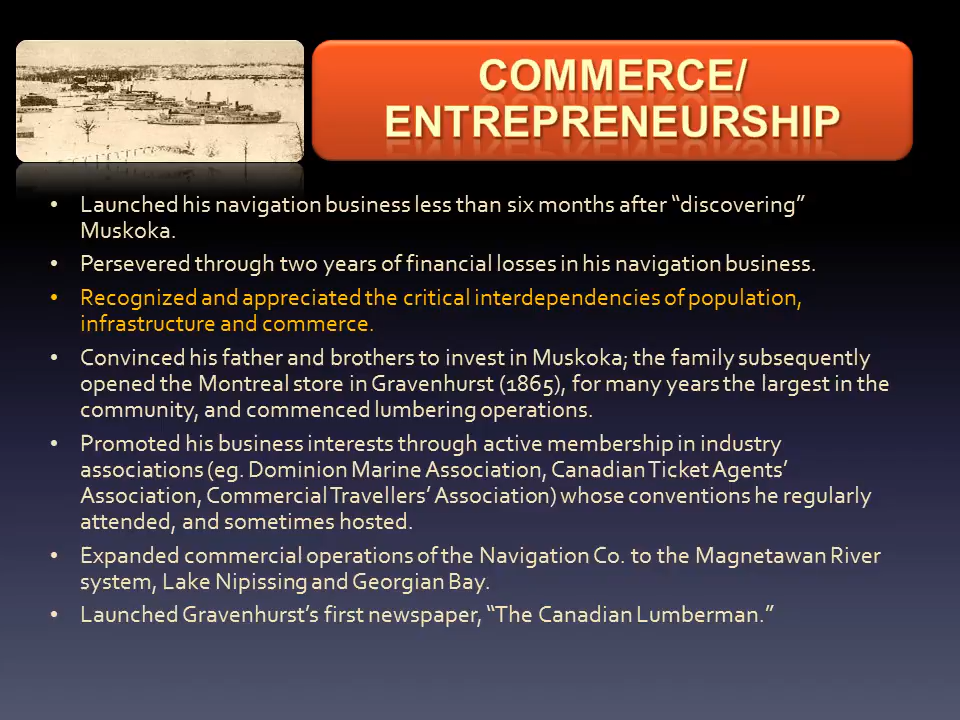 COMMERCE/
ENTREPRENEURSHIP
• Launched his navigation business less than six months after “discovering”
Muskoka.
• Persevered through two years of financial losses in his navigation business.
• Recognized and appreciated the critical interdependencies of population,
infrastructure and commerce.
• Convinced his father and brothers to invest in Muskoka; the family subsequently
opened the Montreal store in Gravenhurst (1865), for many years the largest in the
community, and commenced lumbering operations.
• Promoted his business interests through active membership in industry
associations (eg. Dominion Marine Association, Canadian Ticket Agents’
Association, Commercial Travellers’ Association) whose conventions he regularly
attended, and sometimes hosted.
• Expanded commercial operations of the Navigation Co. to the Magnetawan River
system, Lake Nipissing and Georgian Bay.
• Launched Gravenhurst’s first newspaper, “The Canadian Lumberman.”